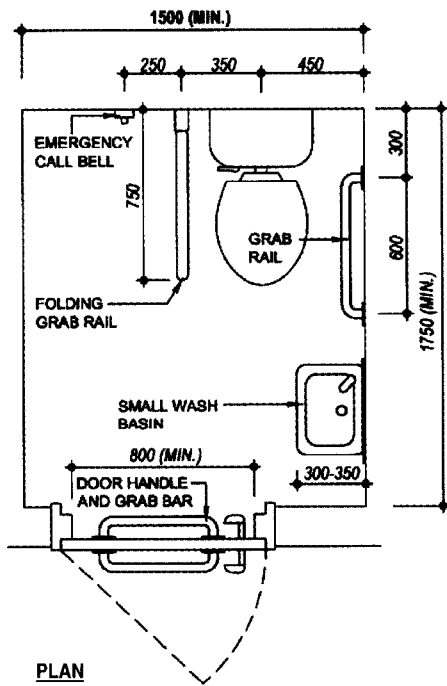 1500 (MIN.)
250
350
450
EMERGENCY
CALL BELL
750
300
GRAB
RAIL
600
FOLDING
GRAB RAIL
1750 (MIN.)
SMALL WASH
BASIN
800 (MIN.)
300-350
DOOR HANDLE
AND GRAB BAR
PLAN